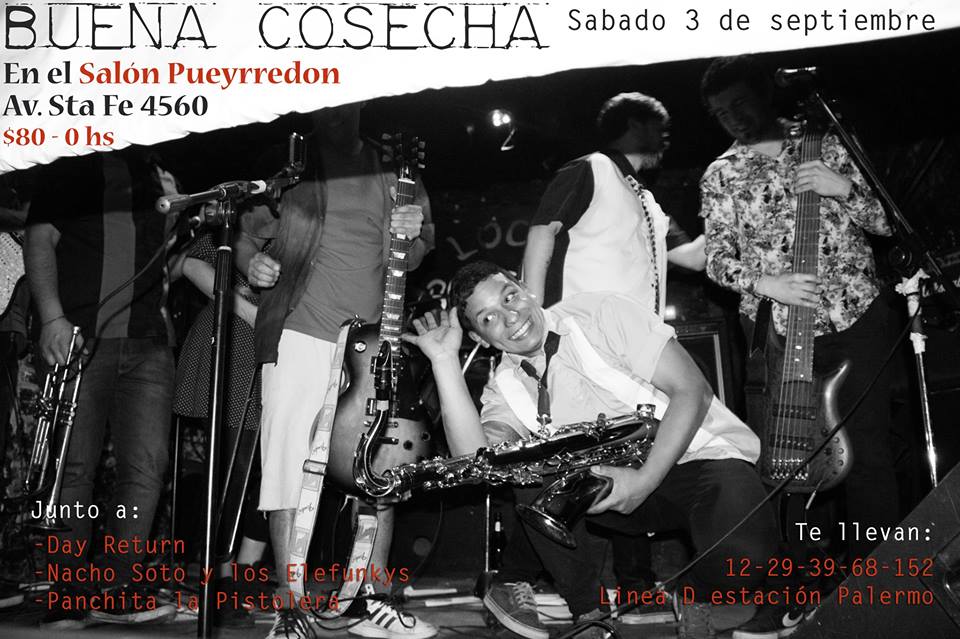 BUENA COSECHA
Sabado 3 de septiembre
En el Salón Pueyrredon
Av. Sta Fe 4560
$80 - 0 hs
LOC
Junto a:
-Day Return
-Nacho Soto y los Elefunkys
-Panchita la Pistolera
Te llevan:
12-29-39-68-152
Linea D estación Palermo